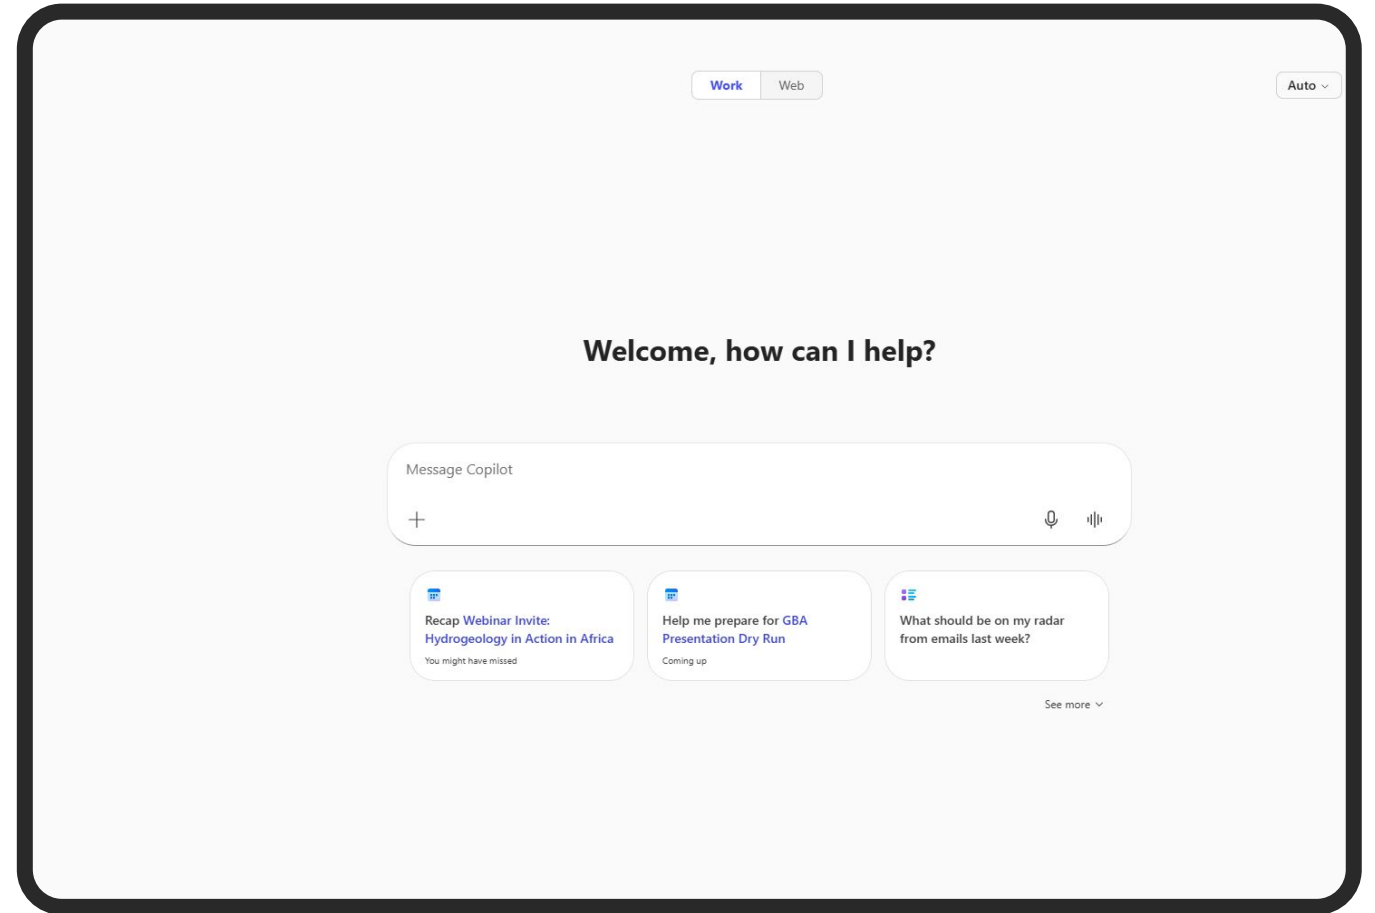 Work Web
Auto
Welcome, how can I help?
Message Copilot
Recap Webinar Invite:
Hydrogeology in Action in Africa
You might have missed
Help me prepare for GBA
Presentation Dry Run
Coming up
What should be on my radar
from emails last week?
See more